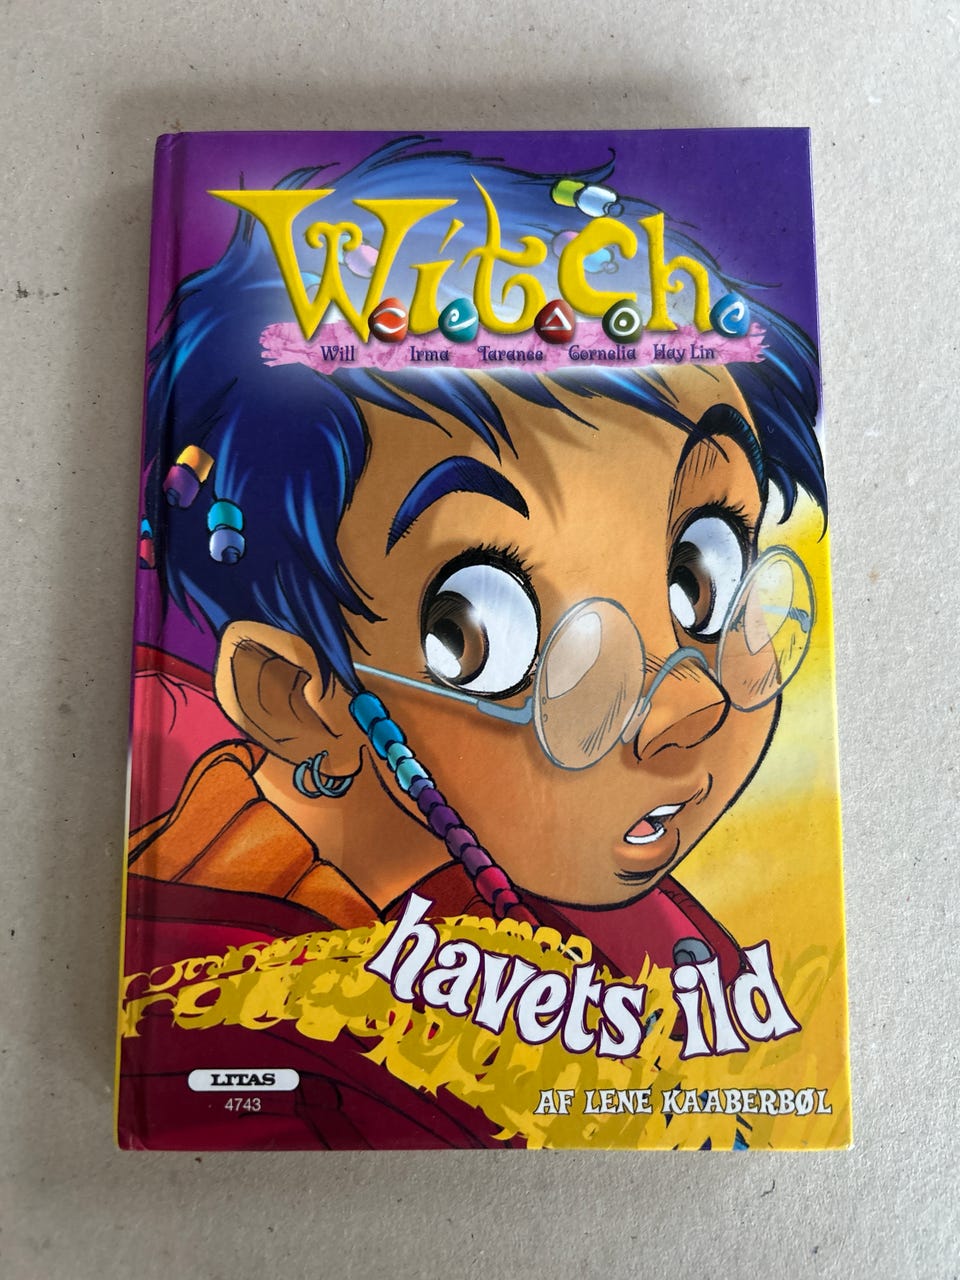 Witch
Will Irma Taranee Cornelia Hay Lin
havets ild
LITAS
4743
AF LENE KAABERBØL